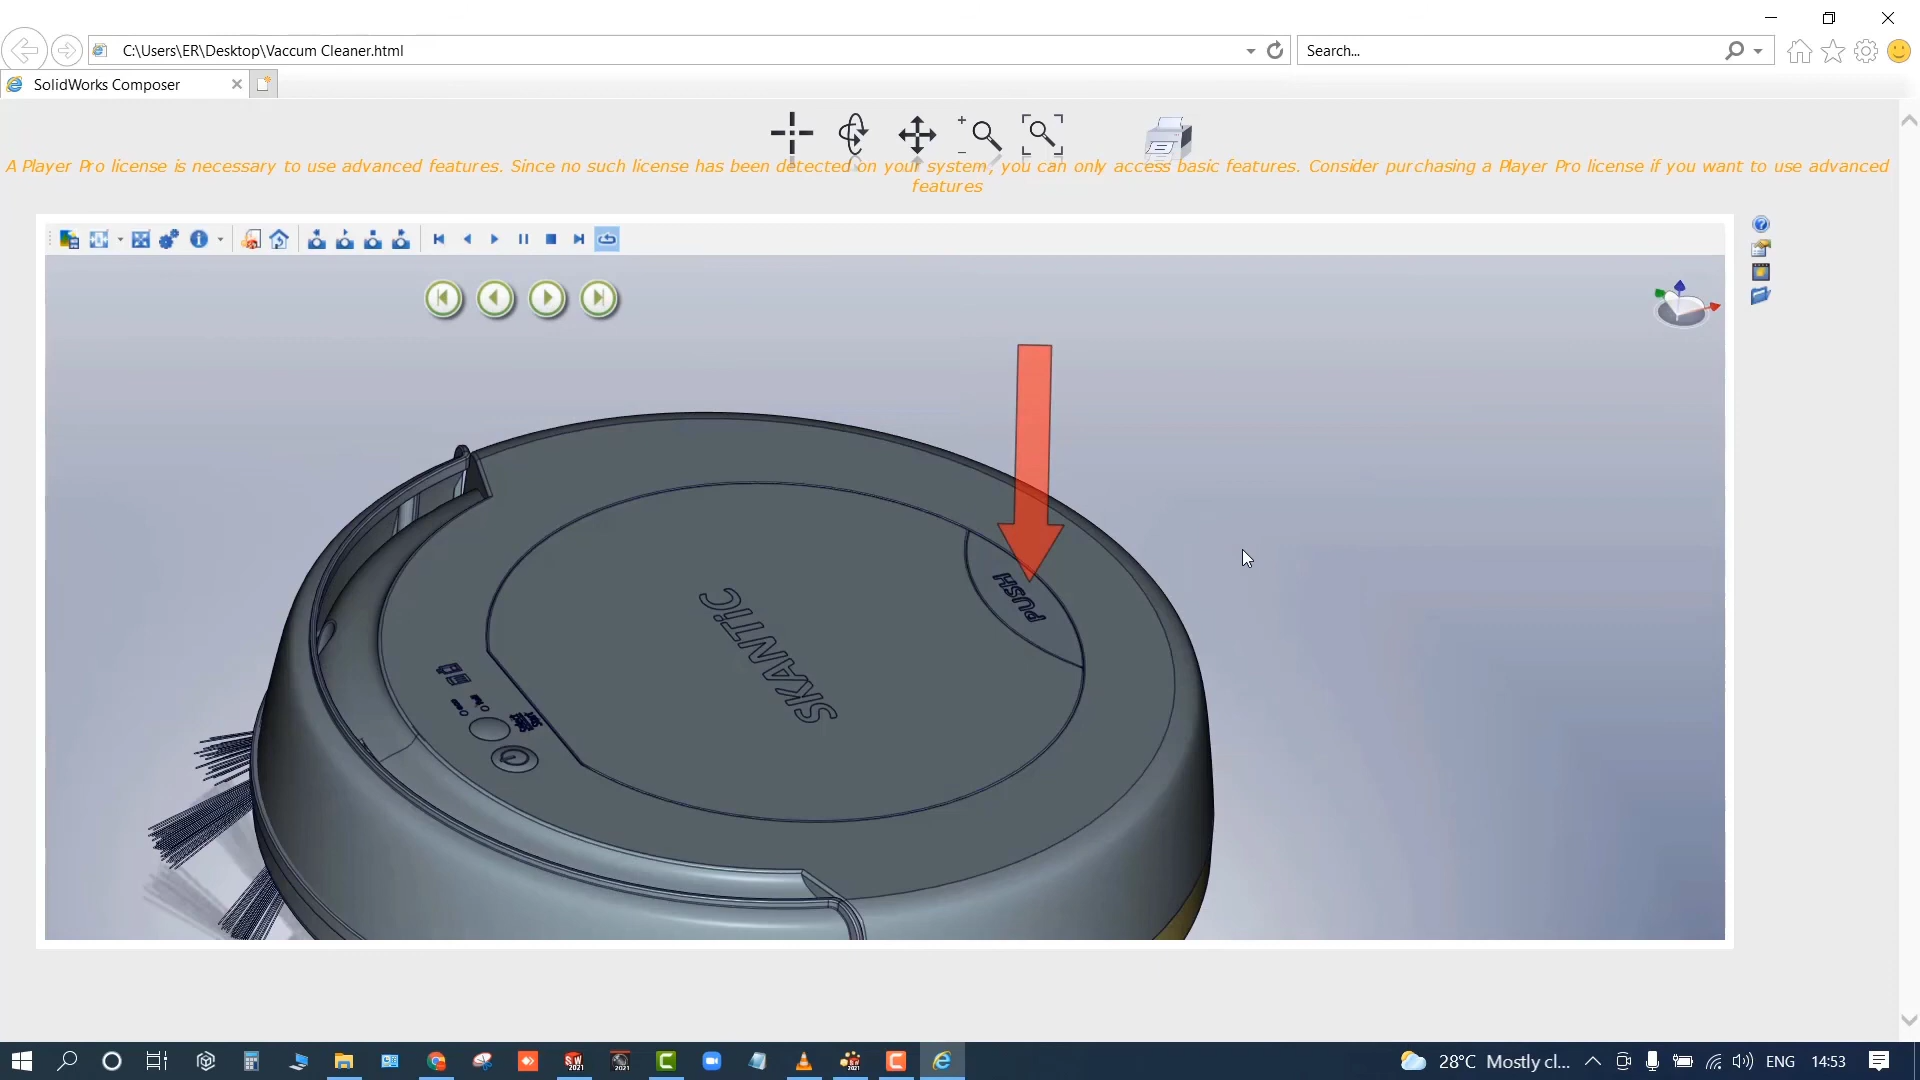 C:\Users\ER\Desktop\Vaccum Cleaner.html
Search...
SolidWorks Composer
A Player Pro license is necessary to use advanced features. Since no such license has been detected on your system, you can only access basic features. Consider purchasing a Player Pro license if you want to use advanced
features
PUSH
SKANTIC
28°C Mostly cl...
ENG
14:53